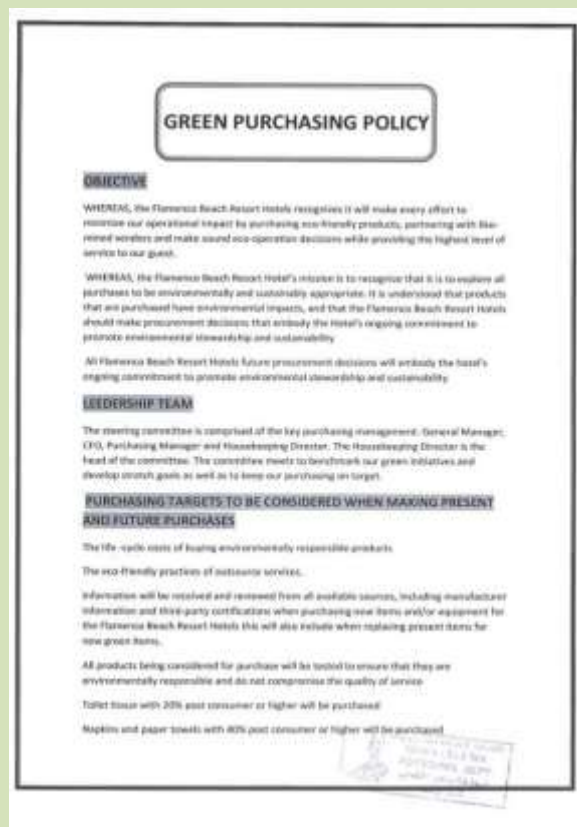 GREEN PURCHASING POLICY
OBJECTIVE
WHEREAS, the Flamenco Beach Resort Hotels recognizes it will make every effort to
minimize our operational impact by purchasing eco-friendly products, partnering with like-
mined vendors and make sound eco-operation decisions while providing the highest level of
service to our guest.
WHEREAS, the Flamenco Beach Resort Hotel's mission is to recognize that it is to explore all
purchases to be environmentally and sustainably appropriate. It is understood that products
that are purchased have environmental impacts, and that the Flamenco Beach Resort Hotels
should make procurement decisions that embody the Hotel's ongoing commitment to
promote environmental stewardship and sustainability
All Flamenco Beach Resort Hotels future procurement decisions will embody the hotel's
ongoing commitment to promote environmental stewardship and sustainability
LEEDERSHIP TEAM
The steering committee is comprised of the key purchasing management: General Manager,
CFO, Purchasing Manager and Housekeeping Director. The Housekeeping Director is the
head of the committee. The committee meets to benchmark our green initiatives and
develop stretch goals as well as to keep our purchasing on target.
PURCHASING TARGETS TO BE CONSIDERED WHEN MAKING PRESENT
AND FUTURE PURCHASES
The life -cycle costs of buying environmentally responsible products
The eco-friendly practices of outsource services.
Information will be received and reviewed from all available sources, including manufacturer
information and third-party certifications when purchasing new items and/or equipment for
the Flamenco Beach Resort Hotels this will also include when replacing present items for
new green items.
All products being considered for purchase will be tested to ensure that they are
environmentally responsible and do not compromise the quality of service
Toilet tissue with 20% post consumer or higher will be purchased
Napkins and paper towels with 40% post consumer or higher will be purchased